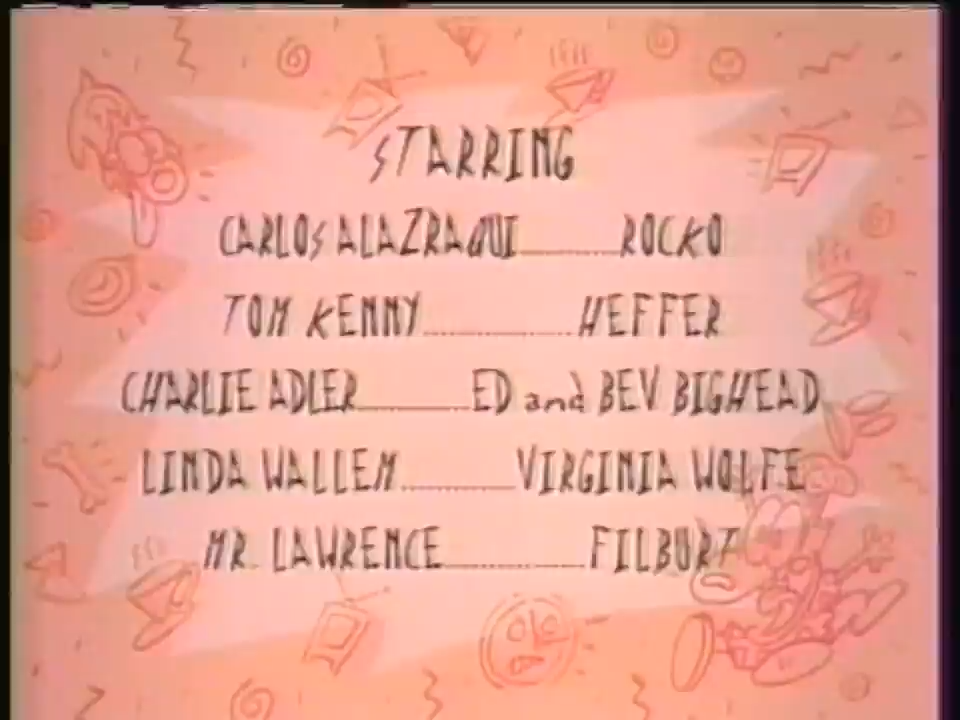 STARRING
CARLOS ALAZRAQUI..........ROCKO
TOM KENNY..........HEFFER
CHARLIE ADLER..........ED and BEV BIGHEAD
LINDA WALLEM..........VIRGINIA WOLFE
MR. LAWRENCE..........FILBURT